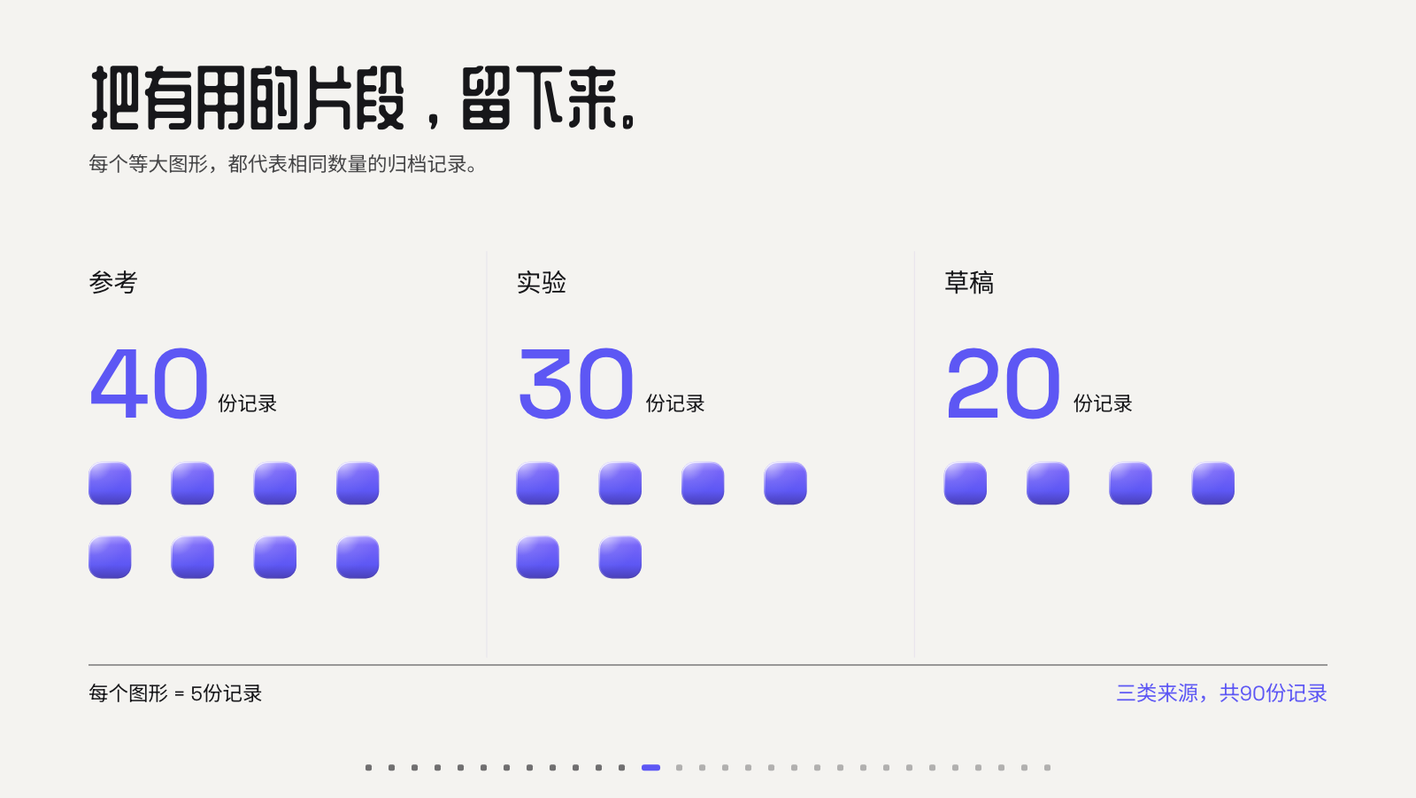 把有用的片段，留下来。
每个等大图形，都代表相同数量的归档记录。
参考
40 份记录
实验
30 份记录
草稿
20 份记录
每个图形 = 5份记录
三类来源，共90份记录